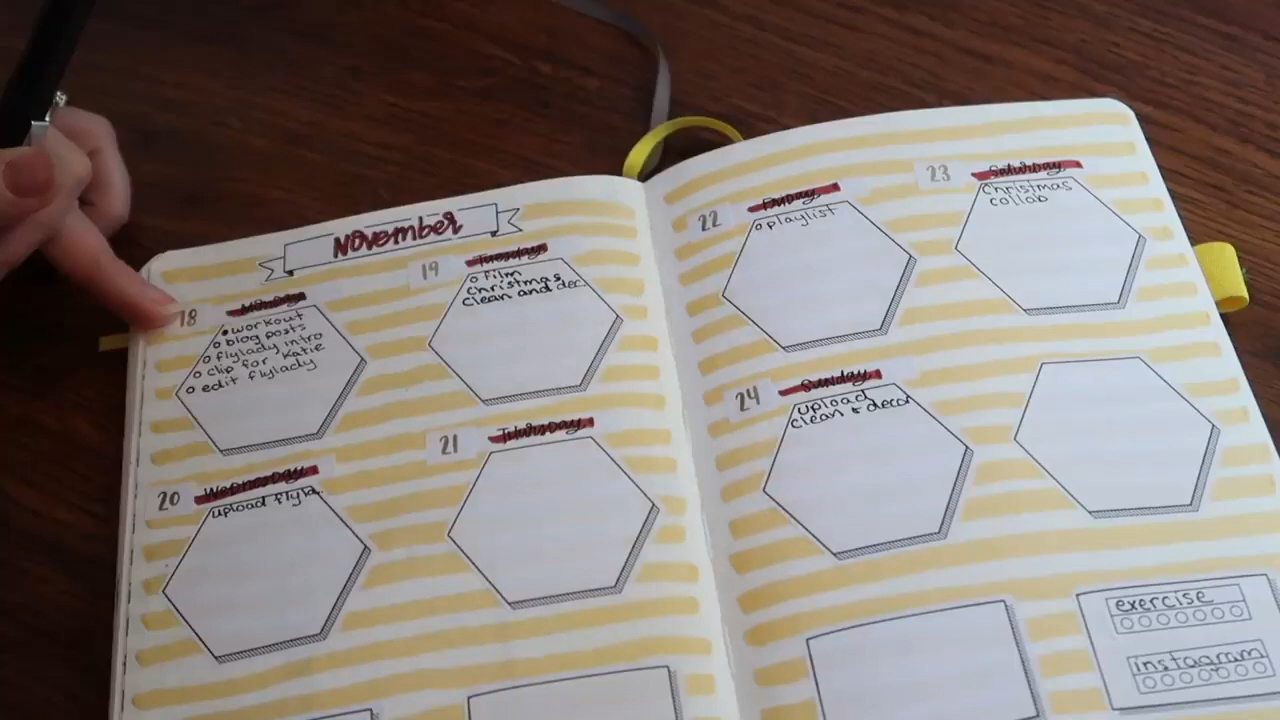 November
18 Monday
workout
blog posts
flylady intro
clip for Katie
edit flylady
19 Tuesday
film
Christmas
clean and dec.
20 Wednesday
upload flyla.
21 Thursday
22 Friday
playlist
23 Saturday
Christmas
collab
24 Sunday
upload
clean + decor
exercise
instagram